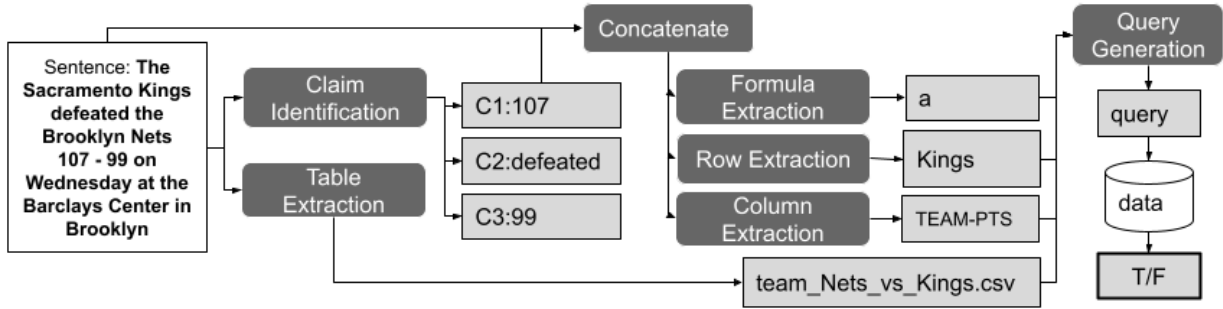 Sentence: The
Sacramento Kings
defeated the
Brooklyn Nets
107 - 99 on
Wednesday at the
Barclays Center in
Brooklyn
Claim
Identification
Table
Extraction
C1:107
C2:defeated
C3:99
Concatenate
Formula
Extraction
Row Extraction
Column
Extraction
a
Kings
TEAM-PTS
team_Nets_vs_Kings.csv
Query
Generation
query
data
T/F